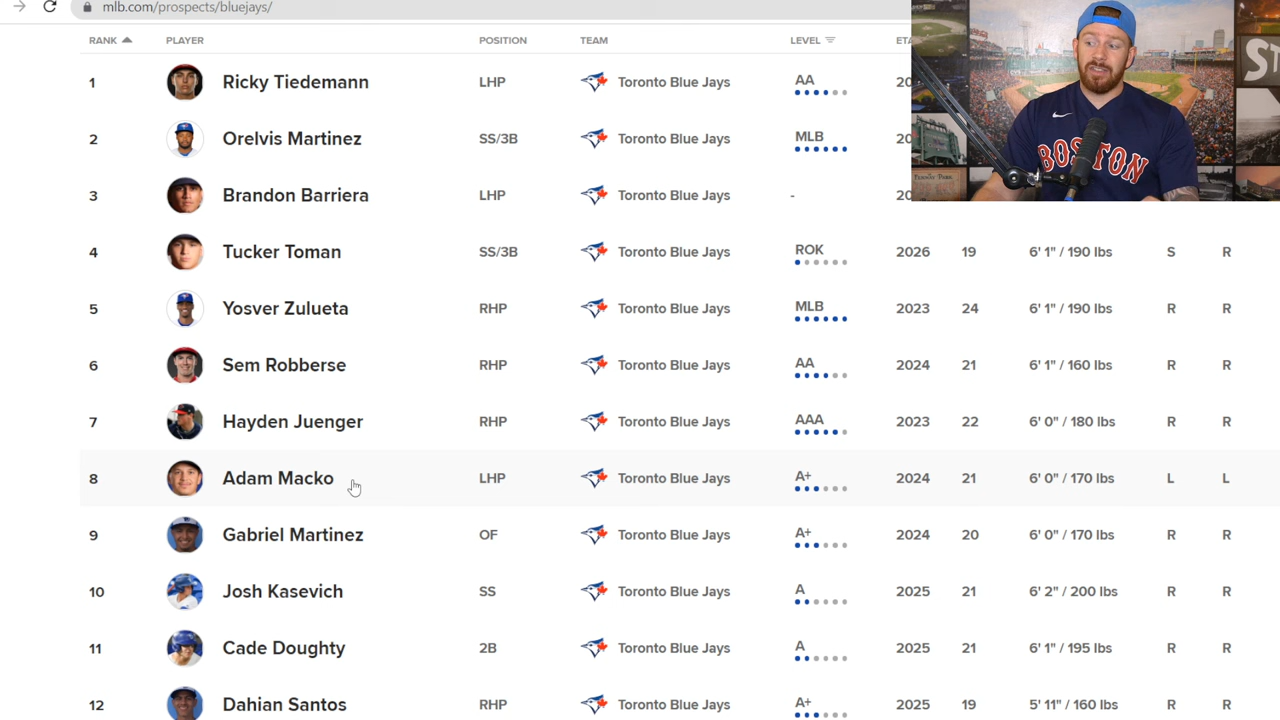 mlb.com/prospects/bluejays/
RANK PLAYER POSITION TEAM LEVEL
1 Ricky Tiedemann LHP Toronto Blue Jays AA
2 Orelvis Martinez SS/3B Toronto Blue Jays MLB
3 Brandon Barriera LHP Toronto Blue Jays -
4 Tucker Toman SS/3B Toronto Blue Jays ROK 2026 19 6' 1" / 190 lbs S R
5 Yosver Zulueta RHP Toronto Blue Jays MLB 2023 24 6' 1" / 190 lbs R R
6 Sem Robberse RHP Toronto Blue Jays AA 2024 21 6' 1" / 160 lbs R R
7 Hayden Juenger RHP Toronto Blue Jays AAA 2023 22 6' 0" / 180 lbs R R
8 Adam Macko LHP Toronto Blue Jays A+ 2024 21 6' 0" / 170 lbs L L
9 Gabriel Martinez OF Toronto Blue Jays A+ 2024 20 6' 0" / 170 lbs R R
10 Josh Kasevich SS Toronto Blue Jays A 2025 21 6' 2" / 200 lbs R R
11 Cade Doughty 2B Toronto Blue Jays A 2025 21 6' 1" / 195 lbs R R
12 Dahian Santos RHP Toronto Blue Jays A+ 2025 19 5' 11" / 160 lbs R R
BOSTON
FENWAY PARK